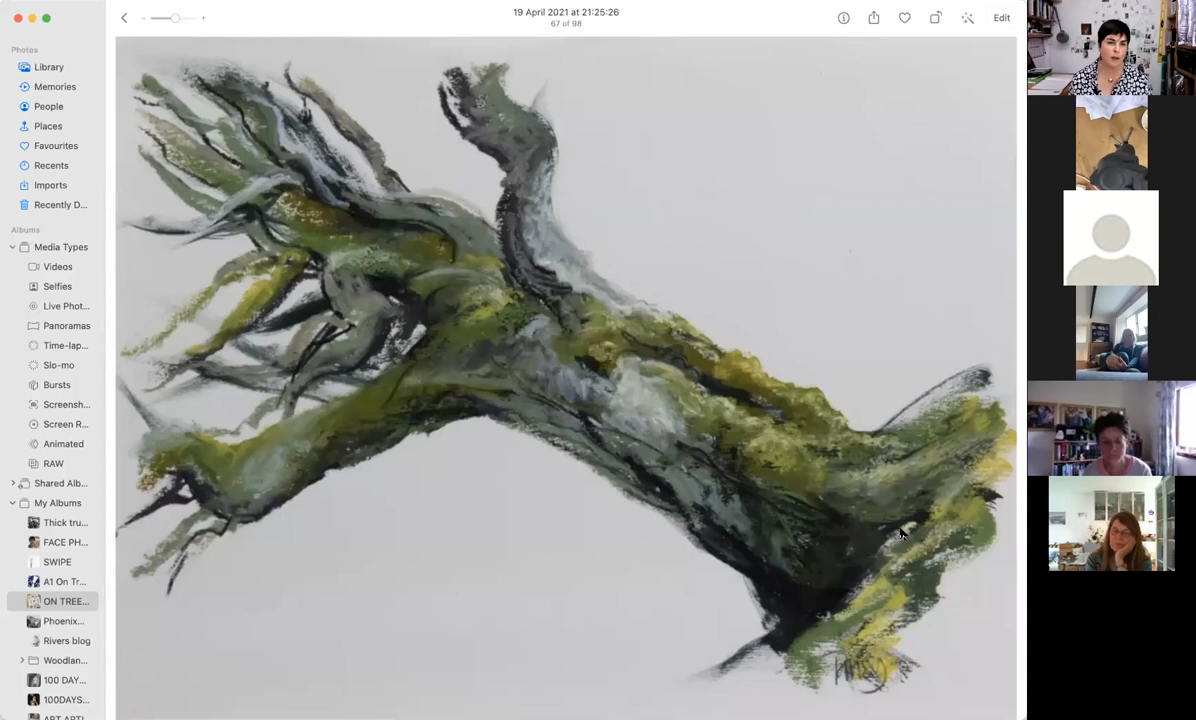 19 April 2021 at 21:25:26
67 of 98
Edit
Photos
Library
Memories
People
Places
Favourites
Recents
Imports
Recently D...
Albums
Media Types
Videos
Selfies
Live Phot...
Panoramas
Time-lap...
Slo-mo
Bursts
Screensh...
Screen R...
Animated
RAW
Shared Alb...
My Albums
Thick tru...
FACE PH...
SWIPE
A1 On Tr...
ON TREE...
Phoenix...
Rivers blog
Woodlan...
100 DAY...
100DAYS...